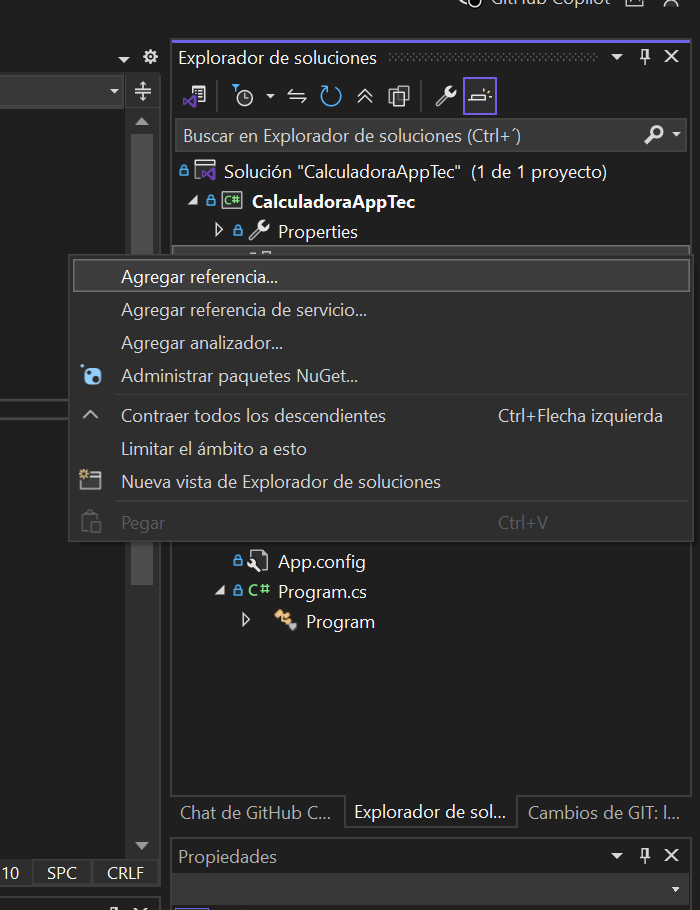 GitHub Copilot
Explorador de soluciones
Buscar en Explorador de soluciones (Ctrl+´)
Solución "CalculadoraAppTec" (1 de 1 proyecto)
C# CalculadoraAppTec
Properties
Agregar referencia...
Agregar referencia de servicio...
Agregar analizador...
Administrar paquetes NuGet...
Contraer todos los descendientes Ctrl+Flecha izquierda
Limitar el ámbito a esto
Nueva vista de Explorador de soluciones
Pegar Ctrl+V
App.config
C# Program.cs
Program
Chat de GitHub C... Explorador de sol... Cambios de GIT: l...
Propiedades
10 SPC CRLF